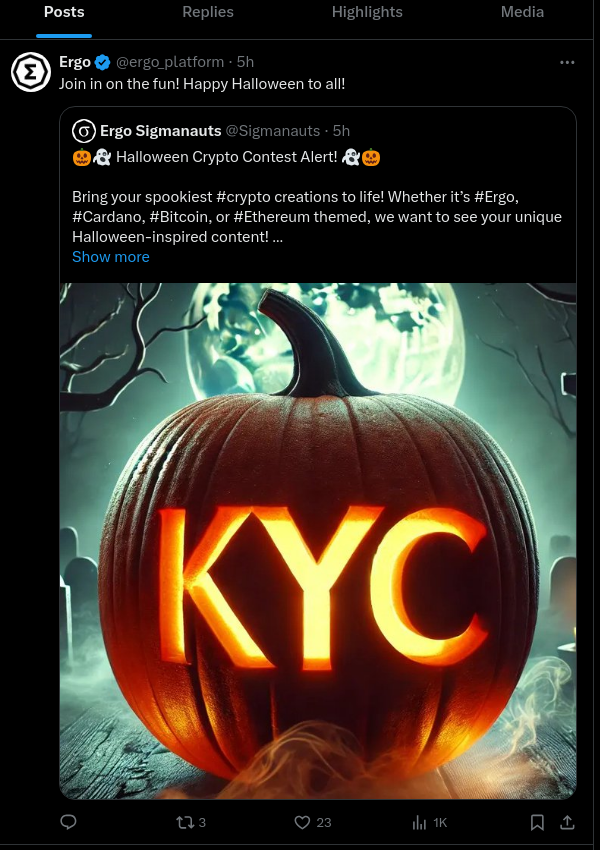 Posts Replies Highlights Media
Ergo @ergo_platform · 5h
Join in on the fun! Happy Halloween to all!
Ergo Sigmanauts @Sigmanauts · 5h
🎃👻 Halloween Crypto Contest Alert! 👻🎃
Bring your spookiest #crypto creations to life! Whether it’s #Ergo,
#Cardano, #Bitcoin, or #Ethereum themed, we want to see your unique
Halloween-inspired content! ...
Show more
KYC
3 23 1K